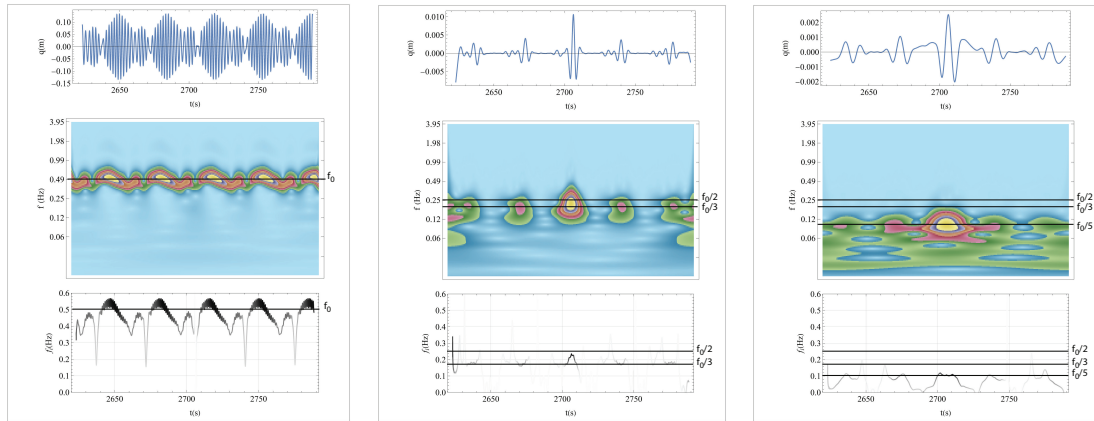 0.10
0.05
0.00
−0.05
−0.10
−0.15
q(m)
2650 2700 2750
t(s)
3.95
1.98
0.99
0.49
0.25
0.12
0.06
f (Hz)
f0
0.6
0.5
0.4
0.3
0.2
0.1
0.0
fi(Hz)
f0
2650 2700 2750
t(s)
0.010
0.005
0.000
−0.005
q(m)
2650 2700 2750
t(s)
3.95
1.98
0.99
0.49
0.25
0.12
0.06
f (Hz)
f0/2
f0/3
0.6
0.5
0.4
0.3
0.2
0.1
0.0
fi(Hz)
f0/2
f0/3
2650 2700 2750
t(s)
0.002
0.001
0.000
−0.001
−0.002
q(m)
2650 2700 2750
t(s)
3.95
1.98
0.99
0.49
0.25
0.12
0.06
f (Hz)
f0/2
f0/3
f0/5
0.6
0.5
0.4
0.3
0.2
0.1
0.0
fi(Hz)
f0/2
f0/3
f0/5
2650 2700 2750
t(s)